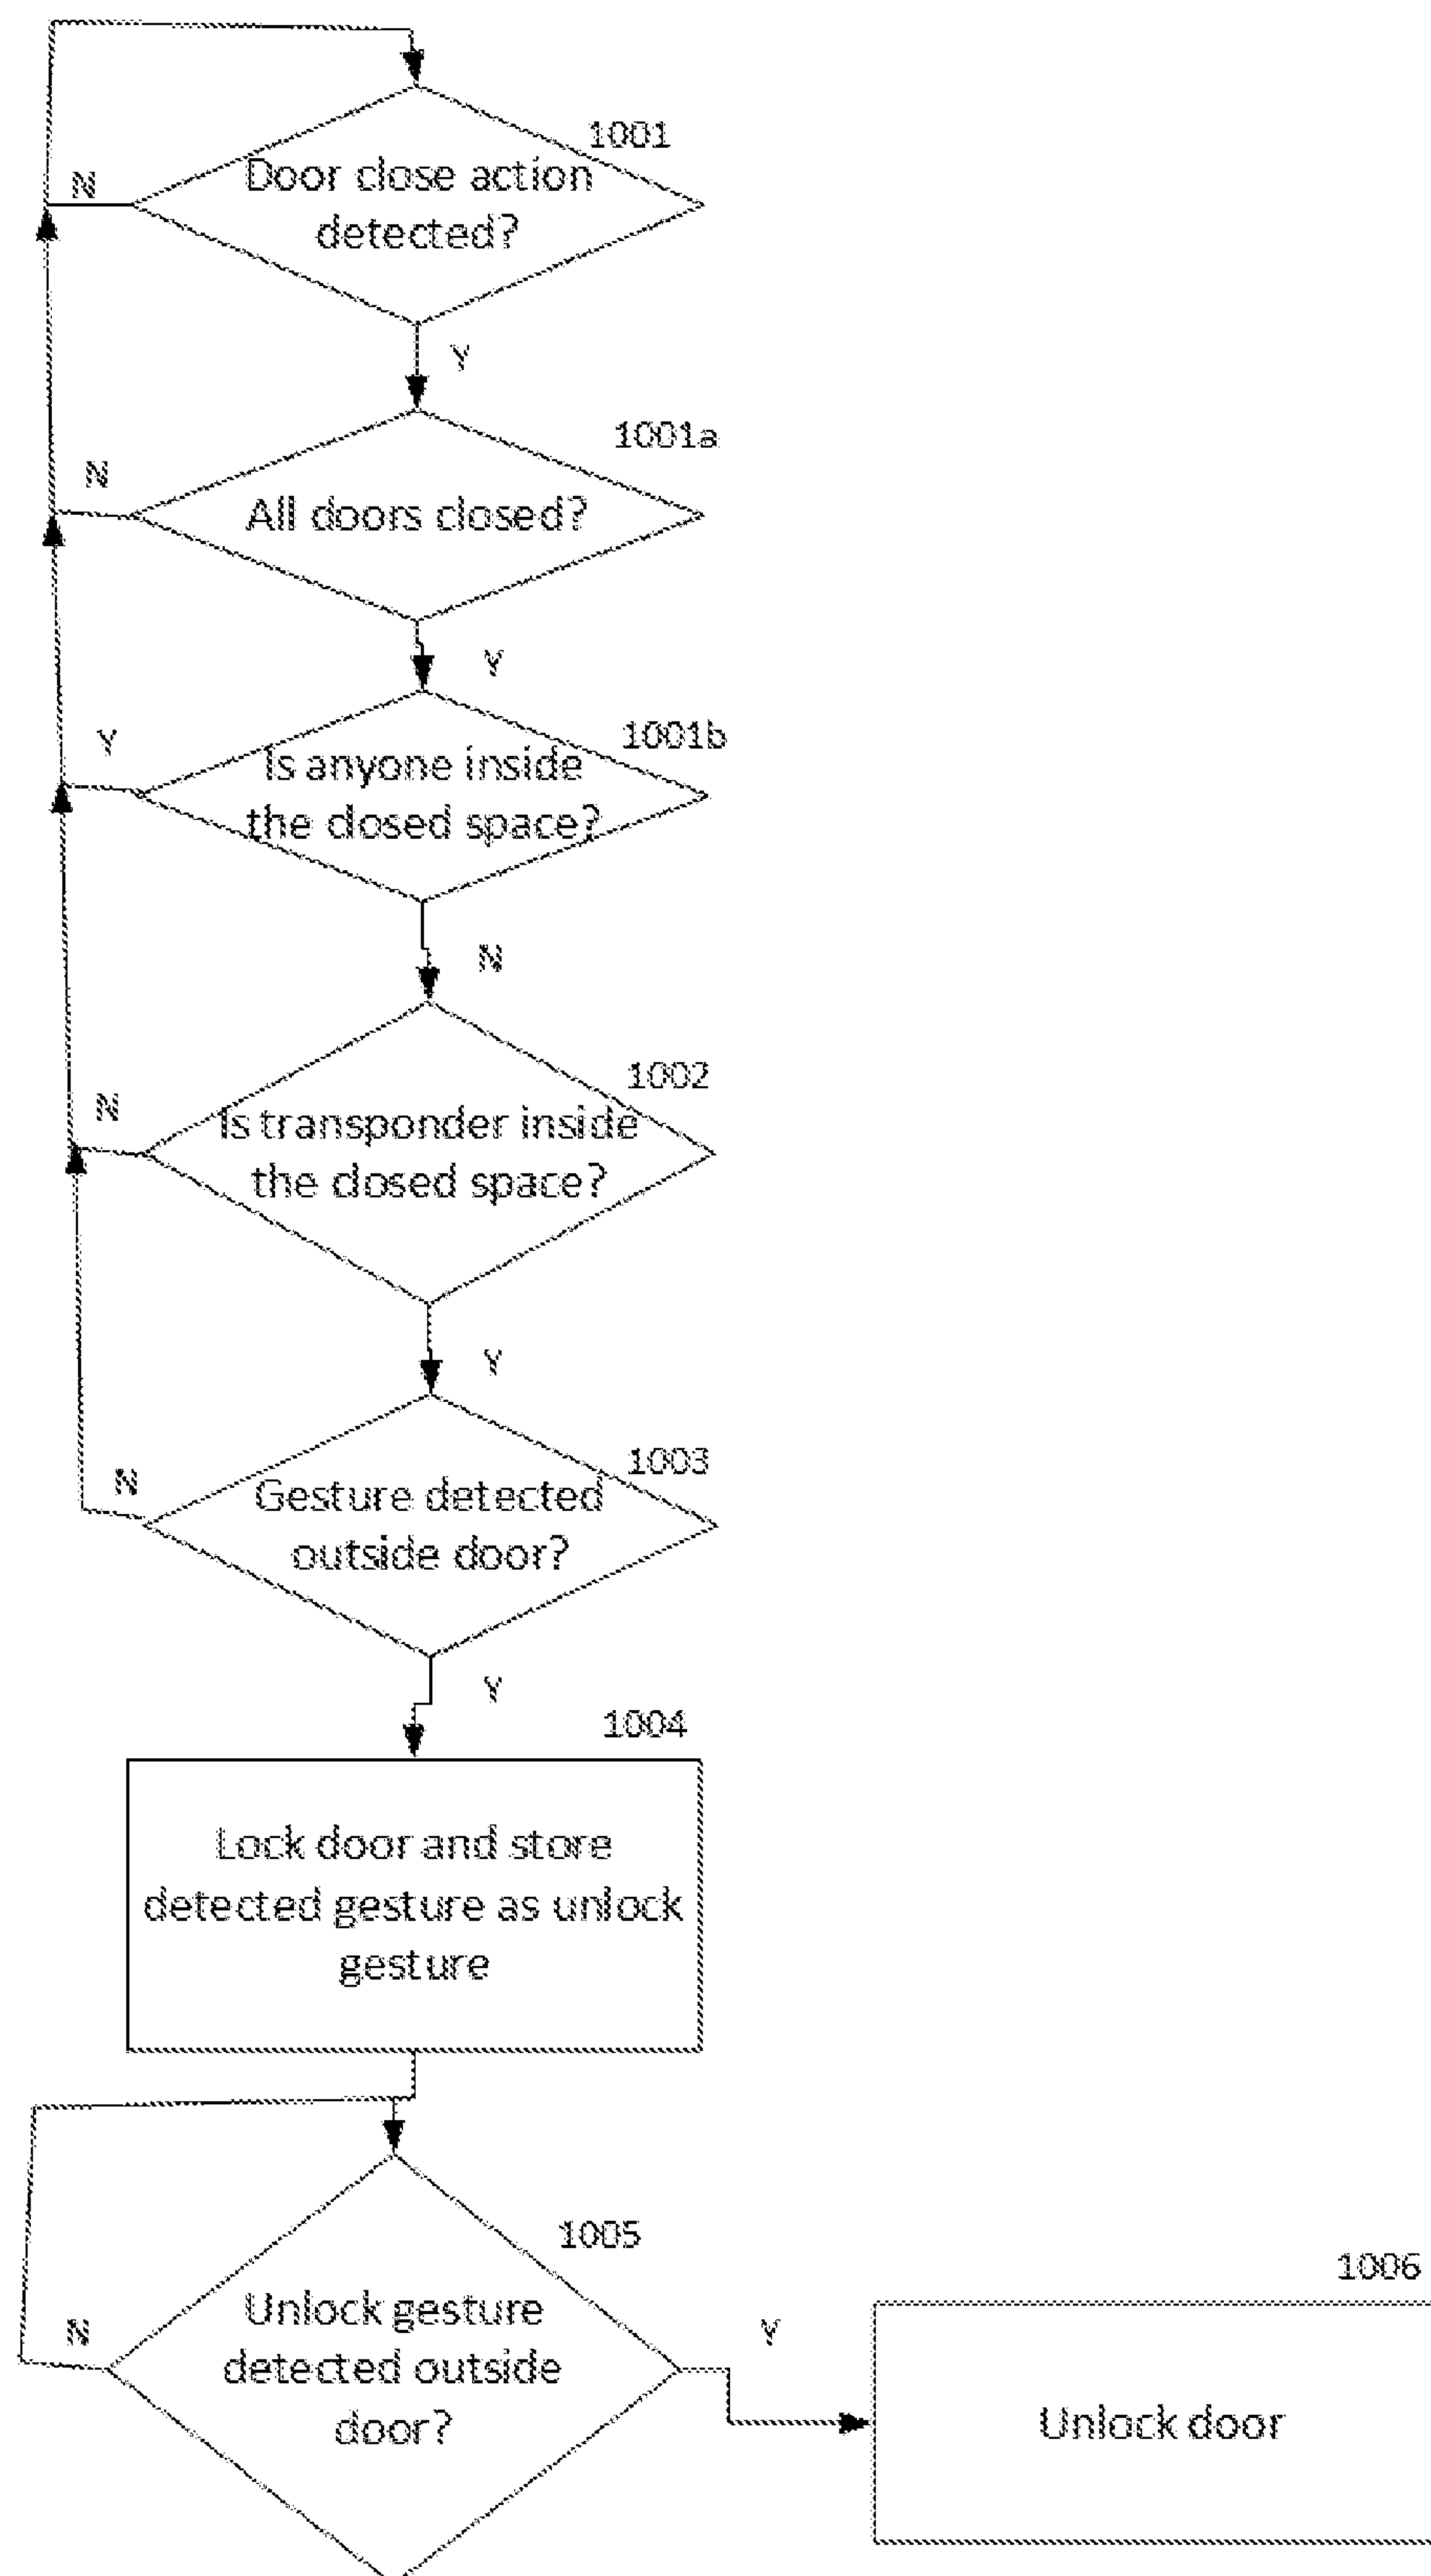 1001
N
Door close action
detected?
Y
1001a
N
All doors closed?
Y
1001b
Y
Is anyone inside
the closed space?
N
1002
N
Is transponder inside
the closed space?
Y
1003
N
Gesture detected
outside door?
Y
1004
Lock door and store
detected gesture as unlock
gesture
1005
N
Unlock gesture
detected outside
door?
Y
1006
Unlock door